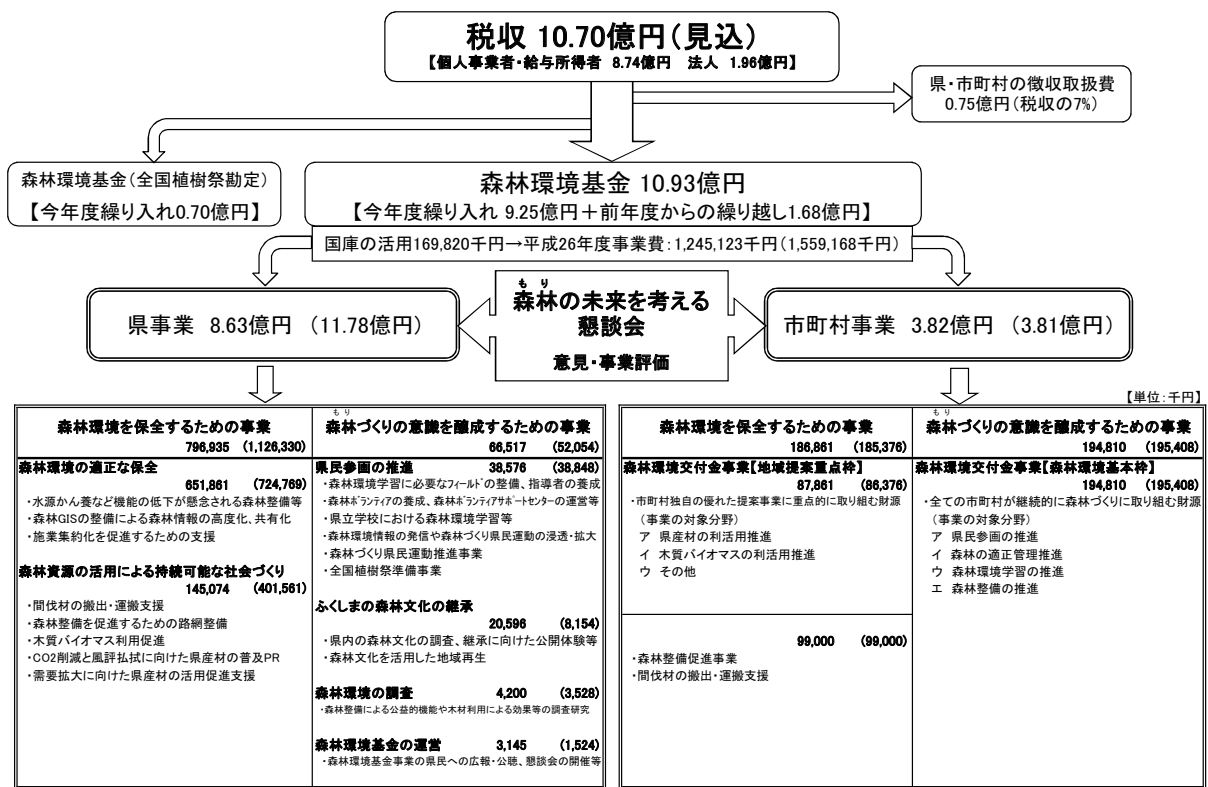 税収 10.70億円(見込)
【個人事業者・給与所得者 8.74億円 法人 1.96億円】
県・市町村の徴収取扱費
0.75億円(税収の7%)
森林環境基金(全国植樹祭勘定)
【今年度繰り入れ0.70億円】
森林環境基金 10.93億円
【今年度繰り入れ 9.25億円+前年度からの繰り越し1.68億円】
国庫の活用169,820千円→平成26年度事業費:1,245,123千円(1,559,168千円)
県事業 8.63億円 (11.78億円)
もり
森林の未来を考える
懇談会
意見・事業評価
市町村事業 3.82億円 (3.81億円)
【単位:千円】
森林環境を保全するための事業
796,935 (1,126,330)
森林環境の適正な保全
651,861 (724,769)
・水源かん養など機能の低下が懸念される森林整備等
・森林GISの整備による森林情報の高度化、共有化
・施業集約化を促進するための支援
森林資源の活用による持続可能な社会づくり
145,074 (401,561)
・間伐材の搬出・運搬支援
・森林整備を促進するための路網整備
・木質バイオマス利用促進
・CO2削減と風評払拭に向けた県産材の普及PR
・需要拡大に向けた県産材の活用促進支援
もり
森林づくりの意識を醸成するための事業
66,517 (52,054)
県民参画の推進 38,576 (38,848)
・森林環境学習に必要なフィールドの整備、指導者の養成
・森林ボランティアの養成、森林ボランティアサポートセンターの運営等
・県立学校における森林環境学習等
・森林環境情報の発信や森林づくり県民運動の浸透・拡大
・森林づくり県民運動推進事業
・全国植樹祭準備事業
ふくしまの森林文化の継承
20,596 (8,154)
・県内の森林文化の調査、継承に向けた公開体験等
・森林文化を活用した地域再生
森林環境の調査 4,200 (3,528)
・森林整備による公益的機能や木材利用による効果等の調査研究
森林環境基金の運営 3,145 (1,524)
・森林環境基金事業の県民への広報・公聴、懇談会の開催等
森林環境を保全するための事業
186,861 (185,376)
森林環境交付金事業【地域提案重点枠】
87,861 (86,376)
・市町村独自の優れた提案事業に重点的に取り組む財源
(事業の対象分野)
ア 県産材の利活用推進
イ 木質バイオマスの利活用推進
ウ その他
99,000 (99,000)
・森林整備促進事業
・間伐材の搬出・運搬支援
もり
森林づくりの意識を醸成するための事業
194,810 (195,408)
森林環境交付金事業【森林環境基本枠】
194,810 (195,408)
・全ての市町村が継続的に森林づくりに取り組む財源
(事業の対象分野)
ア 県民参画の推進
イ 森林の適正管理推進
ウ 森林環境学習の推進
エ 森林整備の推進